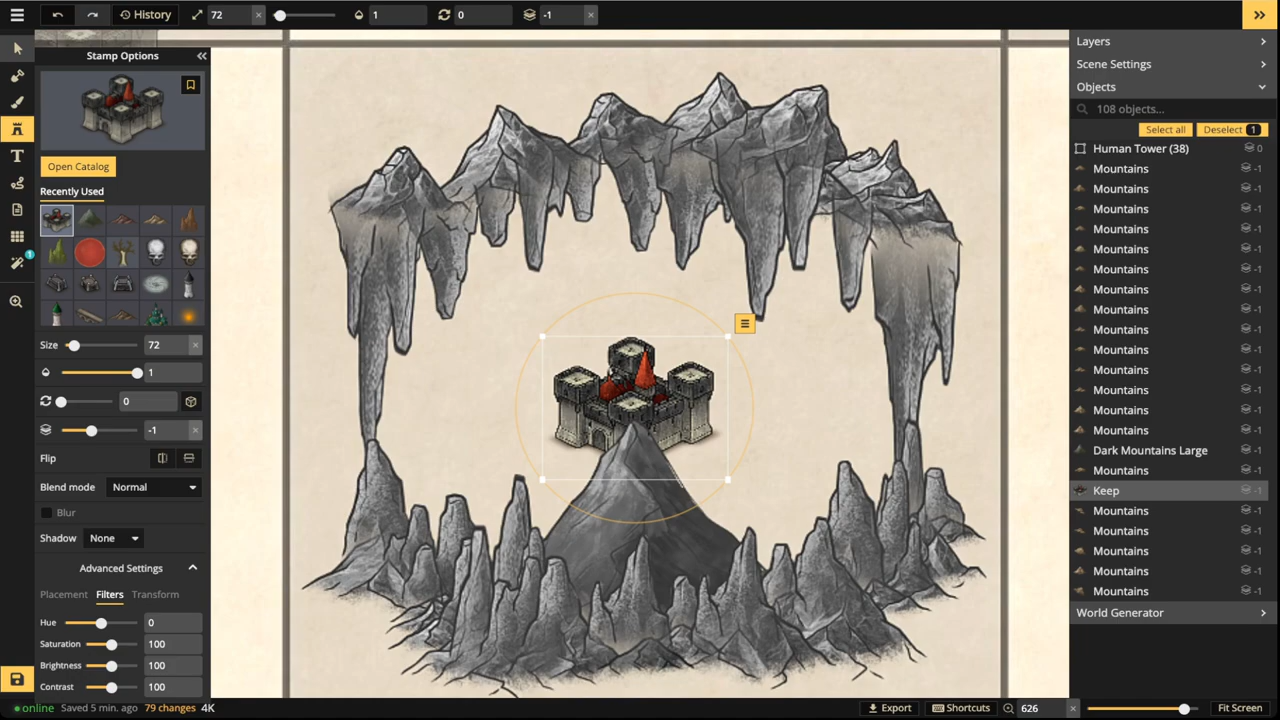 History
72
1
0
-1
Stamp Options
Open Catalog
Recently Used
1
Size
72
1
0
-1
Flip
Blend mode
Normal
Blur
Shadow
None
Advanced Settings
Placement
Filters
Transform
Hue
0
Saturation
100
Brightness
100
Contrast
100
Layers
Scene Settings
Objects
108 objects...
Select all
Deselect 1
Human Tower (38) 0
Mountains -1
Mountains -1
Mountains -1
Mountains -1
Mountains -1
Mountains -1
Mountains -1
Mountains -1
Mountains -1
Mountains -1
Mountains -1
Mountains -1
Mountains -1
Mountains -1
Dark Mountains Large -1
Mountains -1
Keep -1
Mountains -1
Mountains -1
Mountains -1
Mountains -1
Mountains -1
World Generator
online Saved 5 min. ago 79 changes 4K
Export
Shortcuts
626
Fit Screen